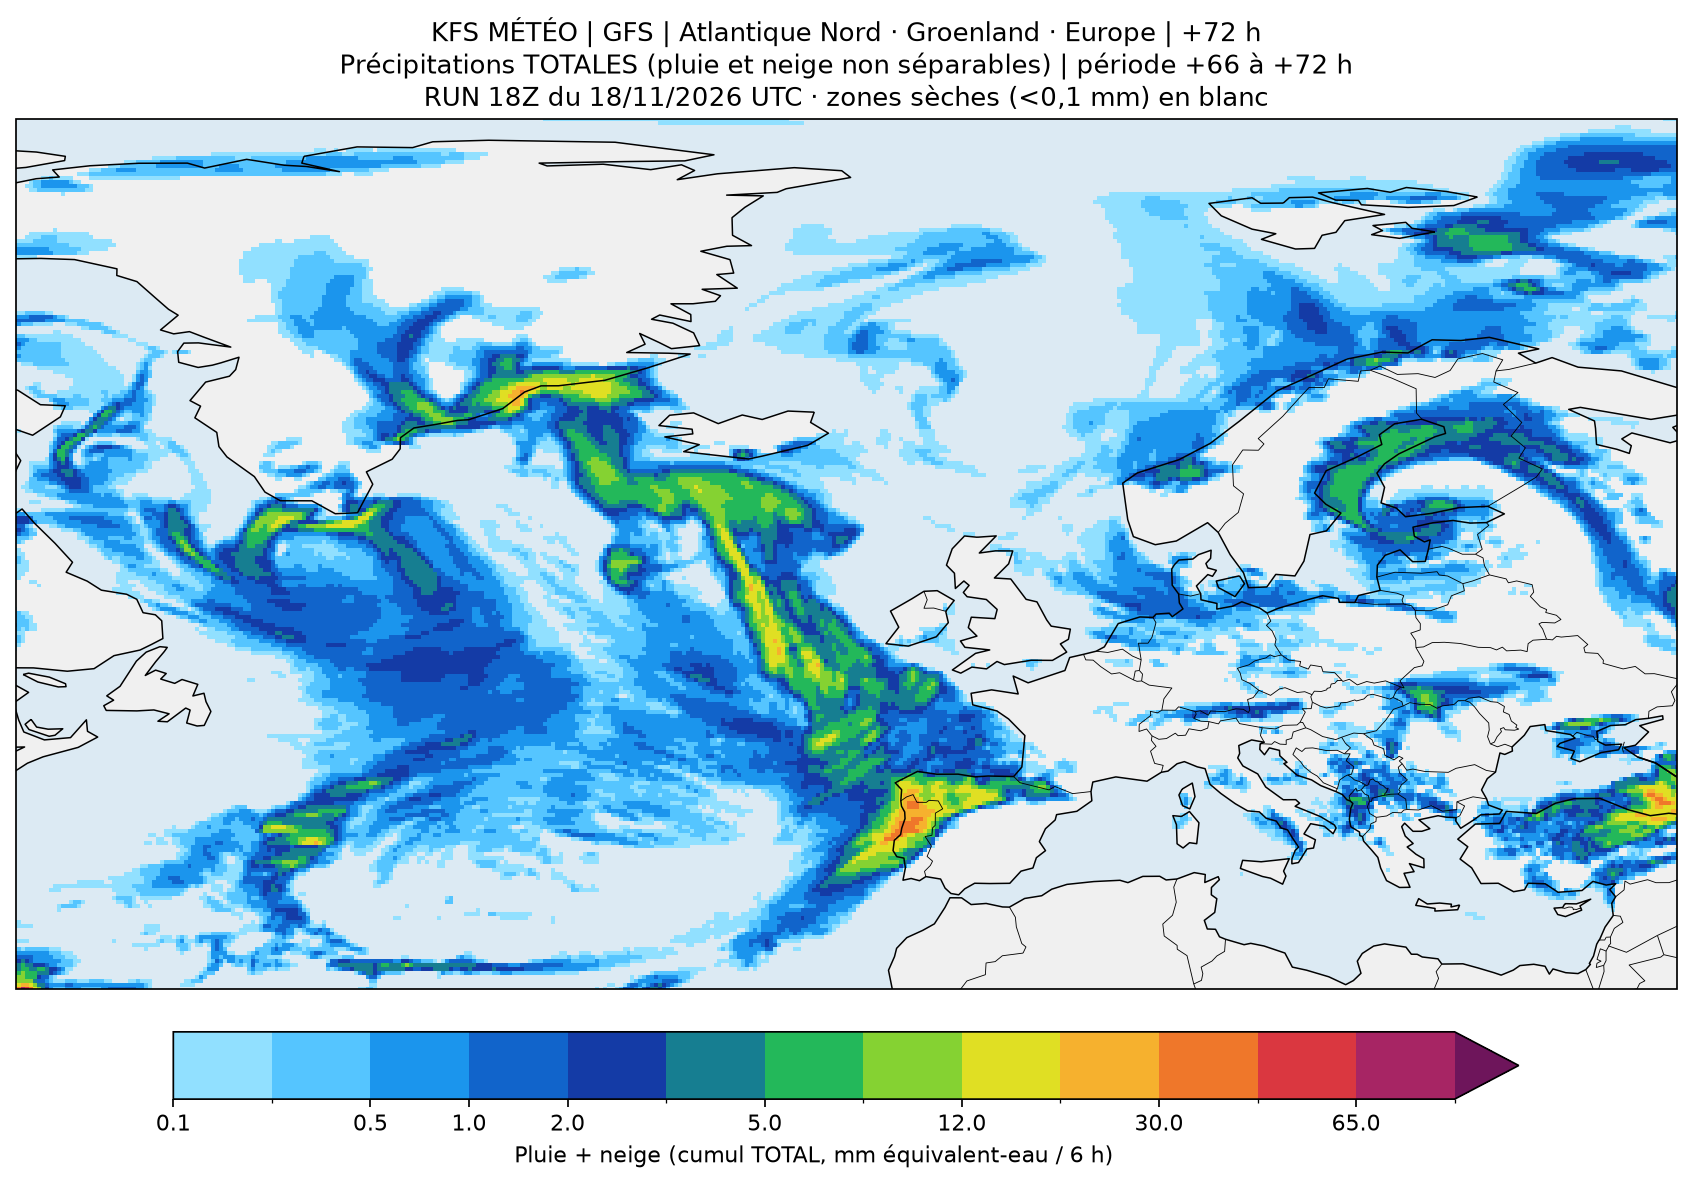 KFS MÉTÉO | GFS | Atlantique Nord · Groenland · Europe | +72 h
Précipitations TOTALES (pluie et neige non séparables) | période +66 à +72 h
RUN 18Z du 18/11/2026 UTC · zones sèches (<0,1 mm) en blanc
0.1 0.5 1.0 2.0 5.0 12.0 30.0 65.0
Pluie + neige (cumul TOTAL, mm équivalent-eau / 6 h)